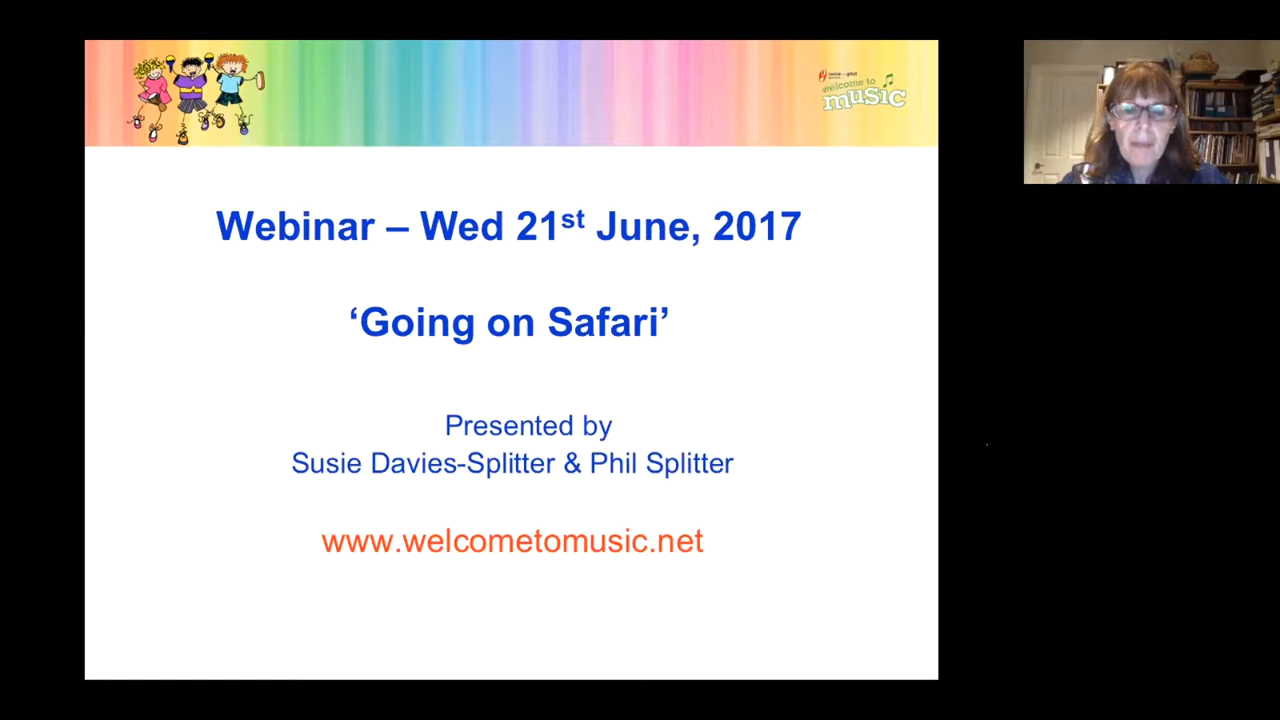 welcome to
music
Webinar – Wed 21st June, 2017
‘Going on Safari’
Presented by
Susie Davies-Splitter & Phil Splitter
www.welcometomusic.net